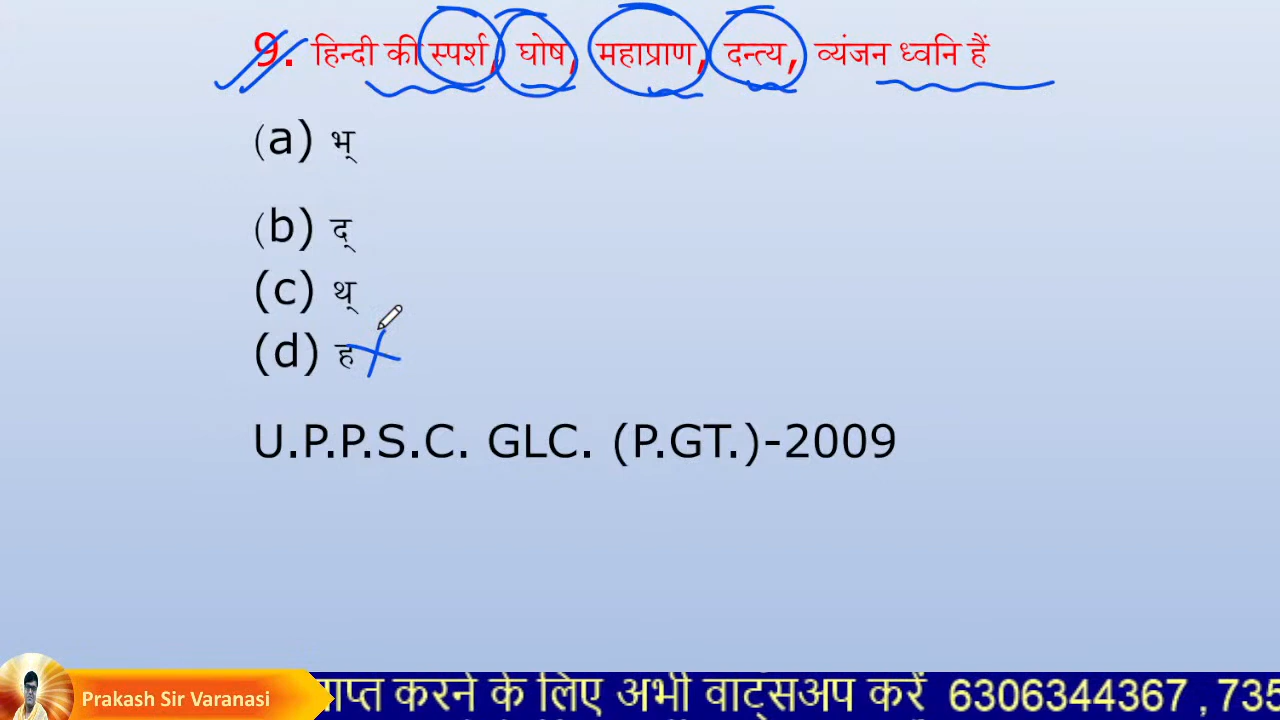 9. हिन्दी की स्पर्श, घोष, महाप्राण, दन्त्य, व्यंजन ध्वनि हैं
(a) भ्
(b) द्
(c) थ्
(d) ह
U.P.P.S.C. GLC. (P.GT.)-2009
Prakash Sir Varanasi
प्राप्त करने के लिए अभी वाट्सअप करें 6306344367 , 735